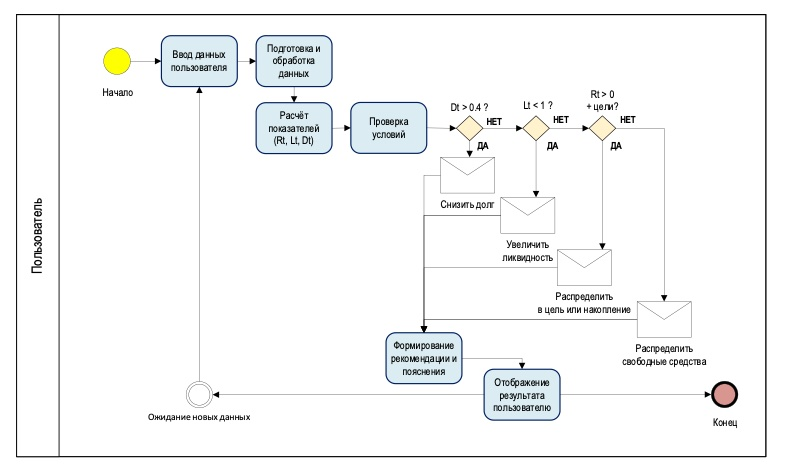 Пользователь
Начало
Ввод данных
пользователя
Подготовка и
обработка
данных
Расчёт
показателей
(Rt, Lt, Dt)
Проверка
условий
Dt > 0.4 ?
НЕТ
ДА
Lt < 1 ?
НЕТ
ДА
Rt > 0
+ цели?
НЕТ
ДА
Снизить долг
Увеличить
ликвидность
Распределить
в цель или накопление
Распределить
свободные средства
Формирование
рекомендации и
пояснения
Отображение
результата
пользователю
Ожидание новых данных
Конец